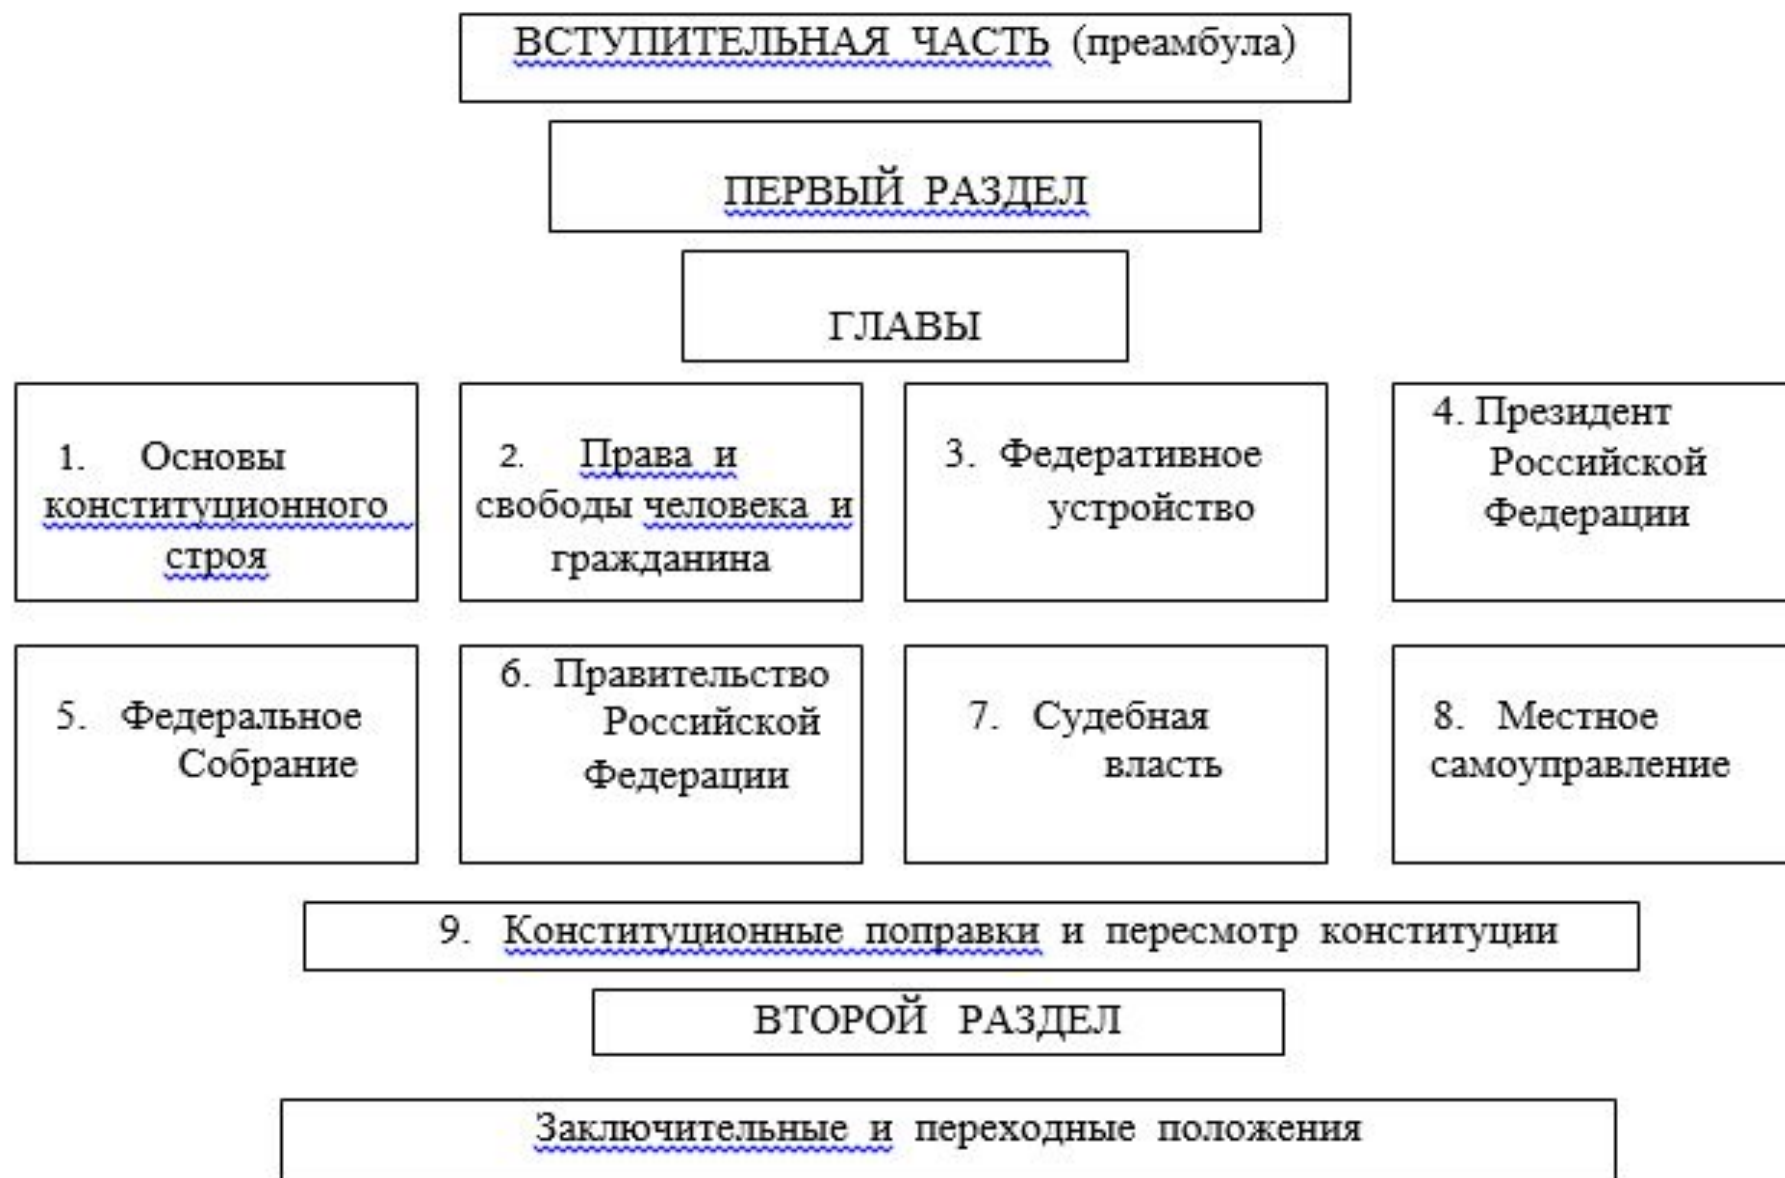 ВСТУПИТЕЛЬНАЯ ЧАСТЬ (преамбула)
ПЕРВЫЙ РАЗДЕЛ
ГЛАВЫ
1. Основы
конституционного
строя
2. Права и
свободы человека и
гражданина
3. Федеративное
устройство
4. Президент
Российской
Федерации
5. Федеральное
Собрание
6. Правительство
Российской
Федерации
7. Судебная
власть
8. Местное
самоуправление
9. Конституционные поправки и пересмотр конституции
ВТОРОЙ РАЗДЕЛ
Заключительные и переходные положения